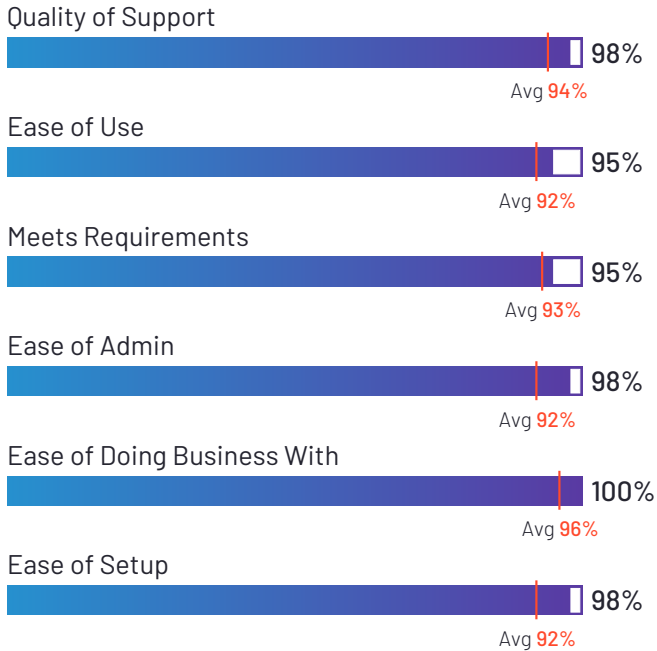 Quality of Support
98%
Avg 94%
Ease of Use
95%
Avg 92%
Meets Requirements
95%
Avg 93%
Ease of Admin
98%
Avg 92%
Ease of Doing Business With
100%
Avg 96%
Ease of Setup
98%
Avg 92%